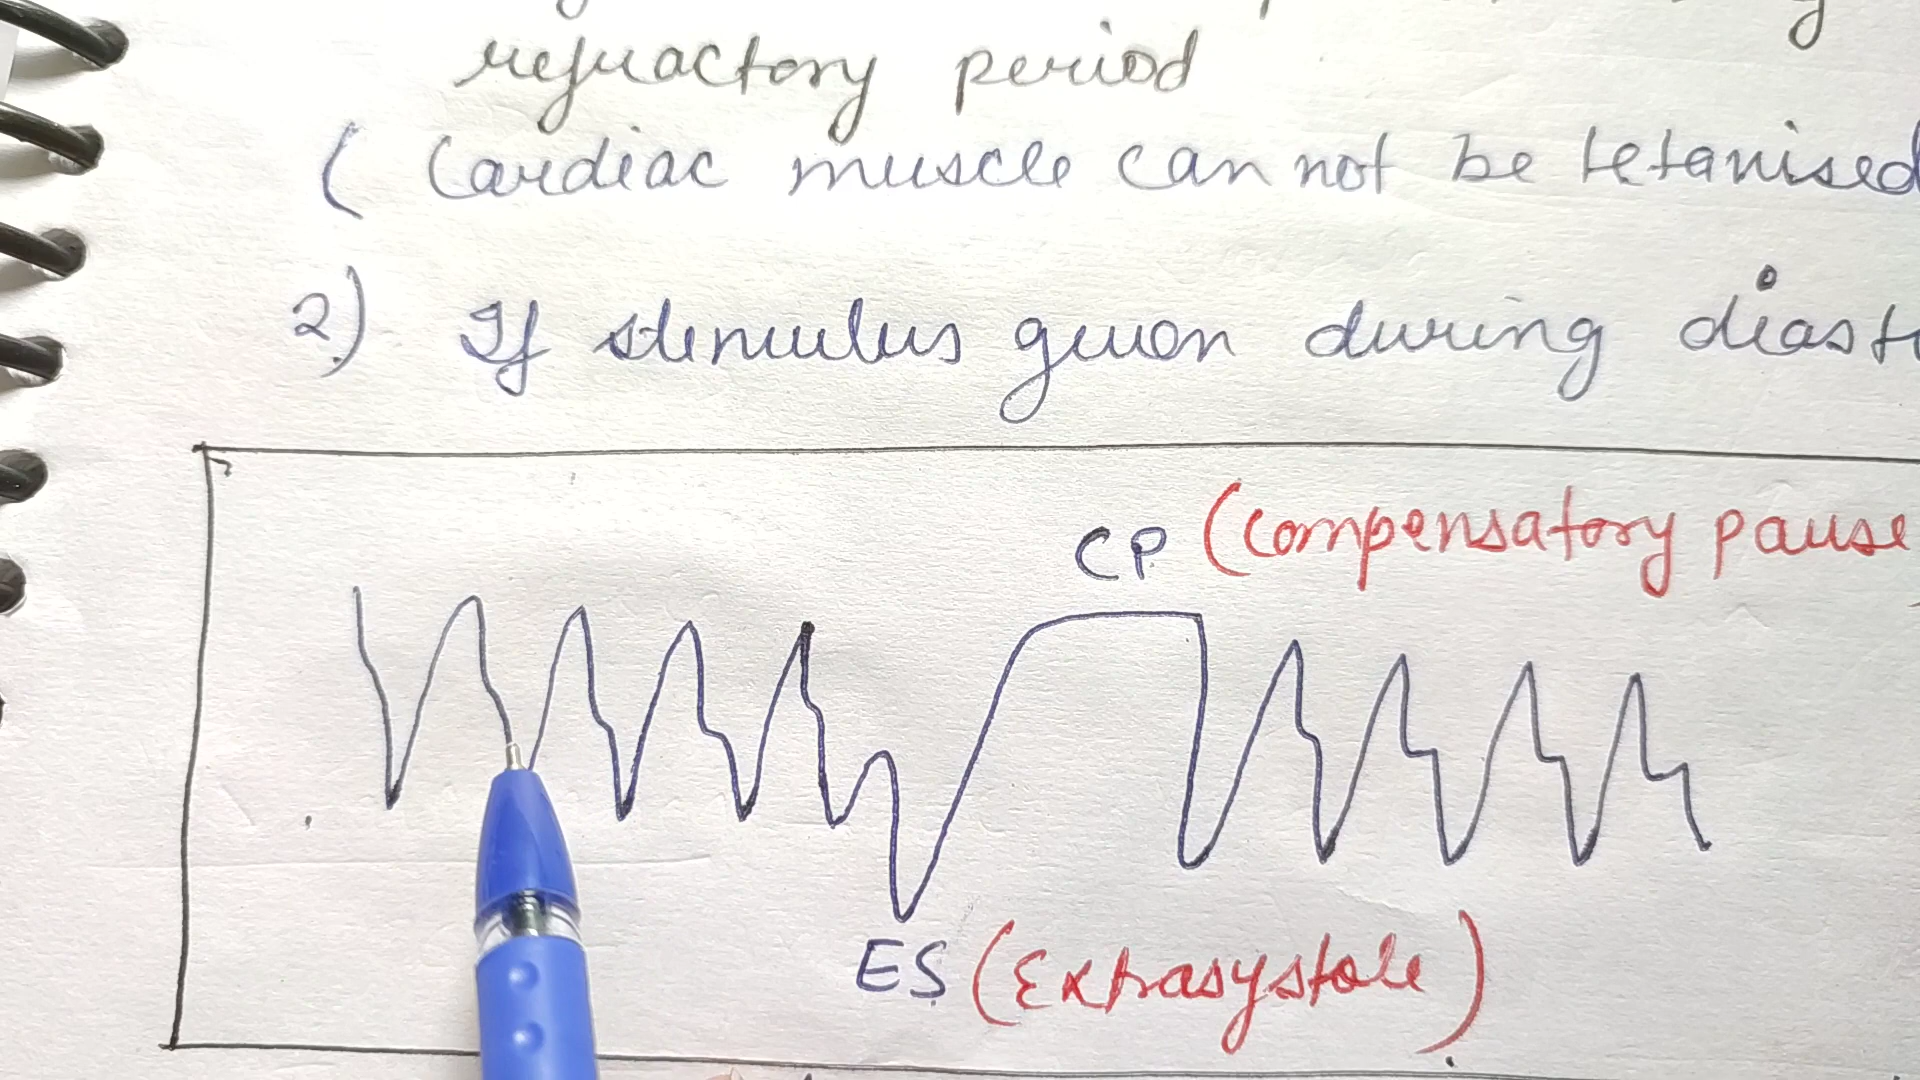 refractory period
( Cardiac muscle can not be tetanised
2) If stimulus given during diast
CP (Compensatory pause
ES (Extrasystole)